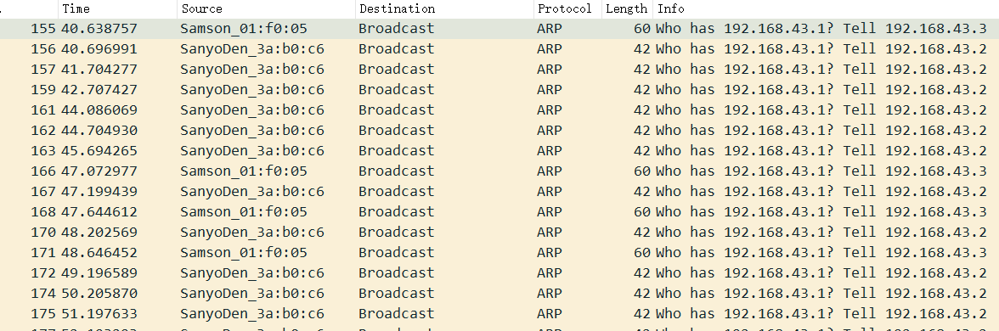 Time Source Destination Protocol Length Info
155 40.638757 Samson_01:f0:05 Broadcast ARP 60 Who has 192.168.43.1? Tell 192.168.43.3
156 40.696991 SanyoDen_3a:b0:c6 Broadcast ARP 42 Who has 192.168.43.1? Tell 192.168.43.2
157 41.704277 SanyoDen_3a:b0:c6 Broadcast ARP 42 Who has 192.168.43.1? Tell 192.168.43.2
159 42.707427 SanyoDen_3a:b0:c6 Broadcast ARP 42 Who has 192.168.43.1? Tell 192.168.43.2
161 44.086069 SanyoDen_3a:b0:c6 Broadcast ARP 42 Who has 192.168.43.1? Tell 192.168.43.2
162 44.704930 SanyoDen_3a:b0:c6 Broadcast ARP 42 Who has 192.168.43.1? Tell 192.168.43.2
163 45.694265 SanyoDen_3a:b0:c6 Broadcast ARP 42 Who has 192.168.43.1? Tell 192.168.43.2
166 47.072977 Samson_01:f0:05 Broadcast ARP 60 Who has 192.168.43.1? Tell 192.168.43.3
167 47.199439 SanyoDen_3a:b0:c6 Broadcast ARP 42 Who has 192.168.43.1? Tell 192.168.43.2
168 47.644612 Samson_01:f0:05 Broadcast ARP 60 Who has 192.168.43.1? Tell 192.168.43.3
170 48.202569 SanyoDen_3a:b0:c6 Broadcast ARP 42 Who has 192.168.43.1? Tell 192.168.43.2
171 48.646452 Samson_01:f0:05 Broadcast ARP 60 Who has 192.168.43.1? Tell 192.168.43.3
172 49.196589 SanyoDen_3a:b0:c6 Broadcast ARP 42 Who has 192.168.43.1? Tell 192.168.43.2
174 50.205870 SanyoDen_3a:b0:c6 Broadcast ARP 42 Who has 192.168.43.1? Tell 192.168.43.2
175 51.197633 SanyoDen_3a:b0:c6 Broadcast ARP 42 Who has 192.168.43.1? Tell 192.168.43.2